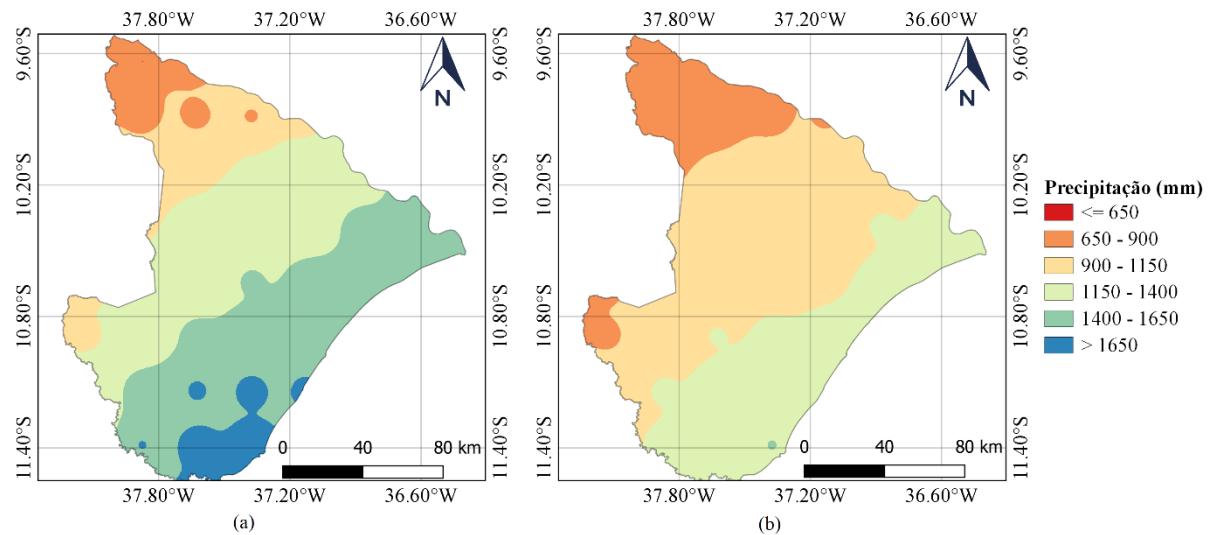 37.80°W 37.20°W 36.60°W
37.80°W 37.20°W 36.60°W
9.60°S
9.60°S
9.60°S
9.60°S
N
N
10.20°S
10.20°S
10.20°S
10.20°S
Precipitação (mm)
<= 650
650 - 900
900 - 1150
1150 - 1400
1400 - 1650
> 1650
10.80°S
10.80°S
10.80°S
10.80°S
11.40°S
11.40°S
11.40°S
11.40°S
0 40 80 km
0 40 80 km
37.80°W 37.20°W 36.60°W
37.80°W 37.20°W 36.60°W
(a)
(b)